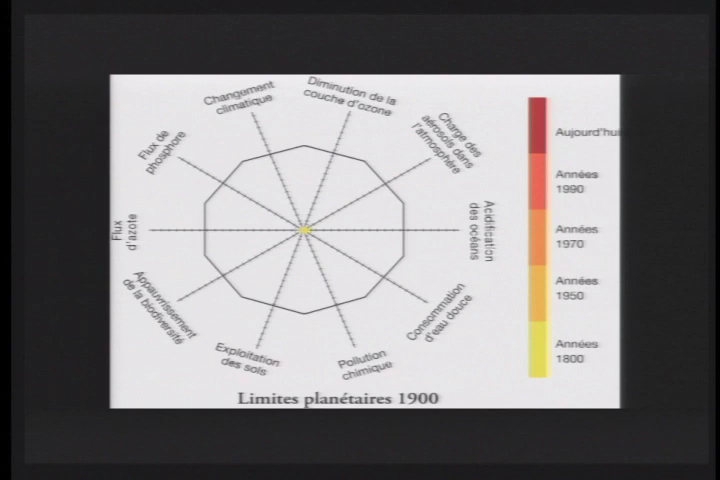 Changement
climatique
Diminution de la
couche d'ozone
Charge des
aérosols dans
l'atmosphère
Acidification
des océans
Consommation
d'eau douce
Pollution
chimique
Exploitation
des sols
Appauvrissement
de la biodiversité
Flux
d'azote
Flux de
phosphore
Aujourd'hui
Années
1990
Années
1970
Années
1950
Années
1800
Limites planétaires 1900